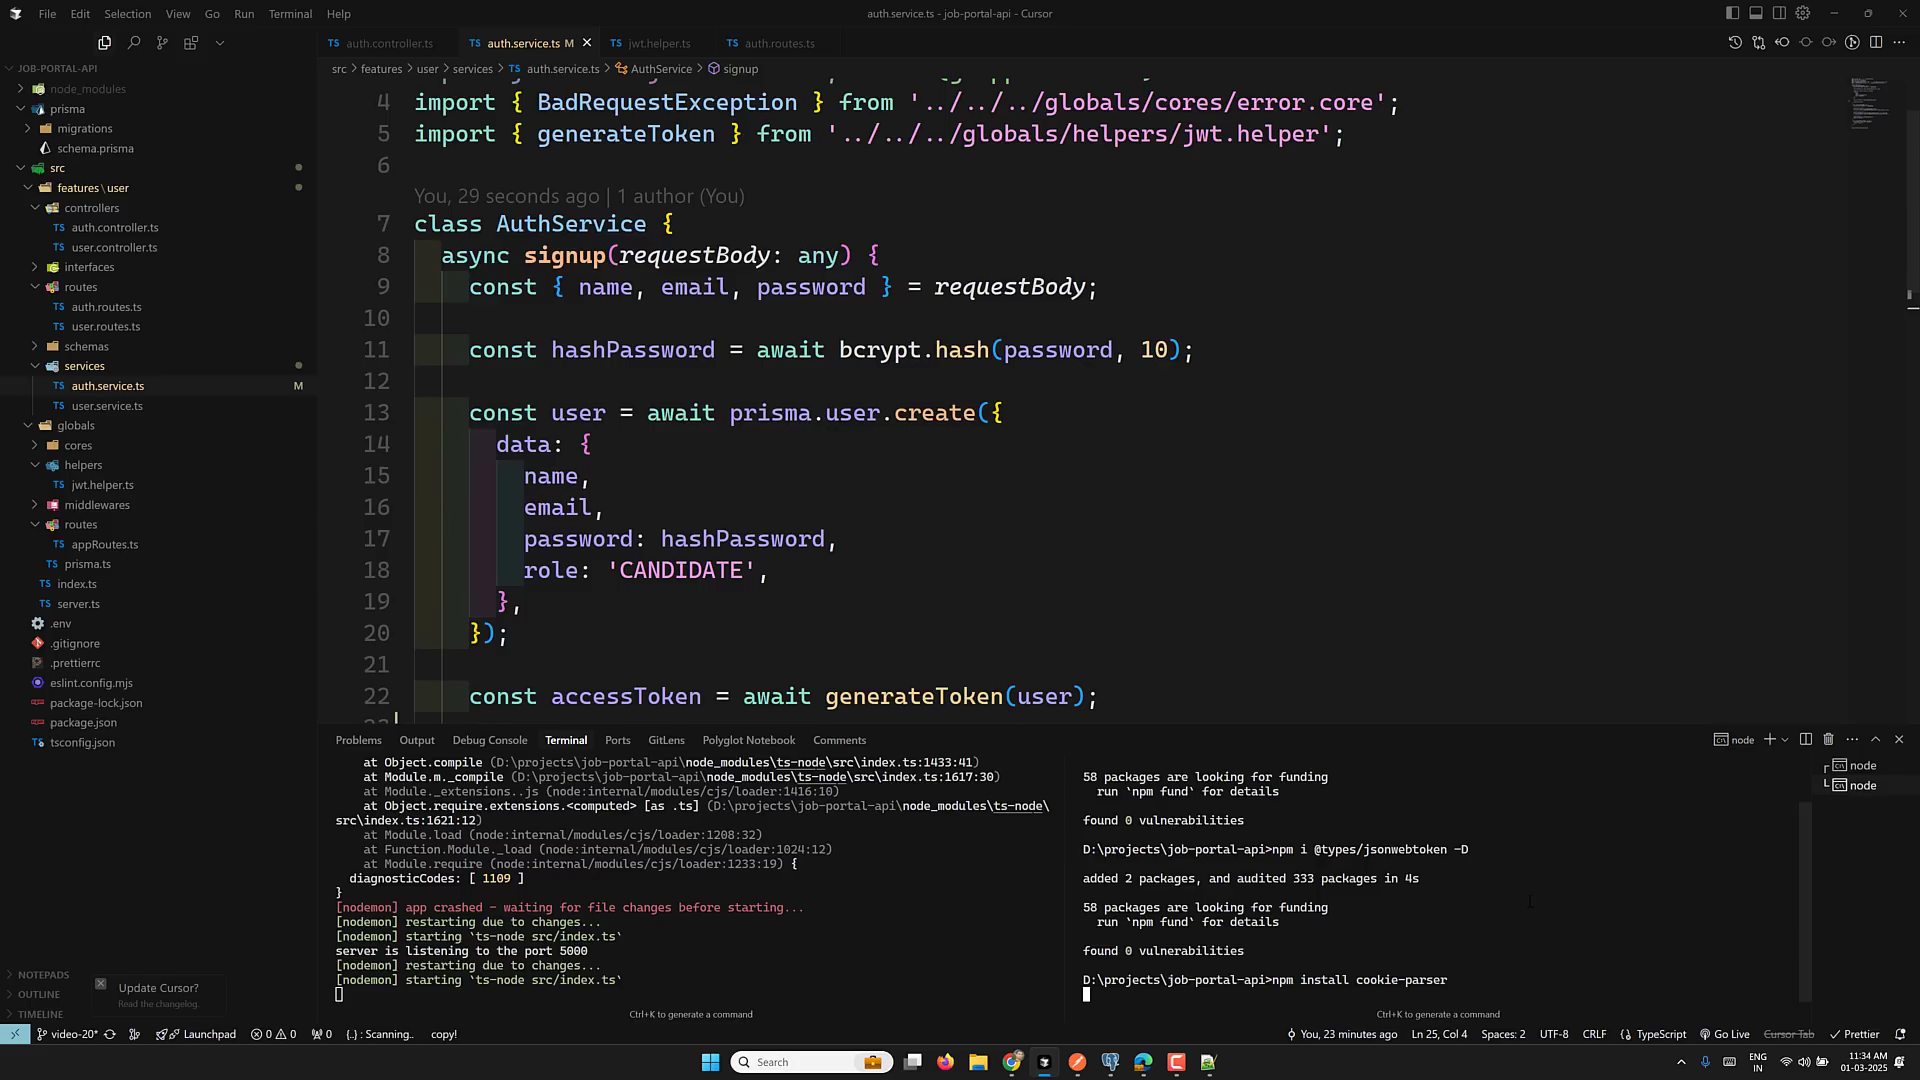 File Edit Selection View Go Run Terminal Help
auth.service.ts - job-portal-api - Cursor
auth.controller.ts
auth.service.ts M
jwt.helper.ts
auth.routes.ts
src > features > user > services > TS auth.service.ts > AuthService > signup
JOB-PORTAL-API
node_modules
prisma
migrations
schema.prisma
src
features\user
controllers
TS auth.controller.ts
TS user.controller.ts
interfaces
routes
TS auth.routes.ts
TS user.routes.ts
schemas
services
TS auth.service.ts M
TS user.service.ts
globals
cores
helpers
TS jwt.helper.ts
middlewares
routes
TS appRoutes.ts
TS prisma.ts
TS index.ts
TS server.ts
.env
.gitignore
.prettierrc
eslint.config.mjs
package-lock.json
package.json
tsconfig.json
NOTEPADS
OUTLINE
TIMELINE
Update Cursor?
Read the changelog.
4 import { BadRequestException } from '../../../globals/cores/error.core';
5 import { generateToken } from '../../../globals/helpers/jwt.helper';
6
You, 29 seconds ago | 1 author (You)
7 class AuthService {
8 async signup(requestBody: any) {
9 const { name, email, password } = requestBody;
10
11 const hashPassword = await bcrypt.hash(password, 10);
12
13 const user = await prisma.user.create({
14 data: {
15 name,
16 email,
17 password: hashPassword,
18 role: 'CANDIDATE',
19 },
20 });
21
22 const accessToken = await generateToken(user);
Problems Output Debug Console Terminal Ports GitLens Polyglot Notebook Comments
node
at Object.compile (D:\projects\job-portal-api\node_modules\ts-node\src\index.ts:1433:41)
at Module.m._compile (D:\projects\job-portal-api\node_modules\ts-node\src\index.ts:1617:30)
at Module._extensions..js (node:internal/modules/cjs/loader:1416:10)
at Object.require.extensions.<computed> [as .ts] (D:\projects\job-portal-api\node_modules\ts-node\
src\index.ts:1621:12)
at Module.load (node:internal/modules/cjs/loader:1208:32)
at Function.Module._load (node:internal/modules/cjs/loader:1024:12)
at Module.require (node:internal/modules/cjs/loader:1233:19) {
diagnosticCodes: [ 1109 ]
}
[nodemon] app crashed - waiting for file changes before starting...
[nodemon] restarting due to changes...
[nodemon] starting `ts-node src/index.ts`
server is listening to the port 5000
[nodemon] restarting due to changes...
[nodemon] starting `ts-node src/index.ts`
Ctrl+K to generate a command
58 packages are looking for funding
run `npm fund` for details
found 0 vulnerabilities
D:\projects\job-portal-api>npm i @types/jsonwebtoken -D
added 2 packages, and audited 333 packages in 4s
58 packages are looking for funding
run `npm fund` for details
found 0 vulnerabilities
D:\projects\job-portal-api>npm install cookie-parser
Ctrl+K to generate a command
node
node
video-20* Launchpad 0 0 0 {..} : Scanning.. copy!
You, 23 minutes ago Ln 25, Col 4 Spaces: 2 UTF-8 CRLF TypeScript Go Live Cursor Tab Prettier
Search
ENG
IN
11:34 AM
01-03-2025